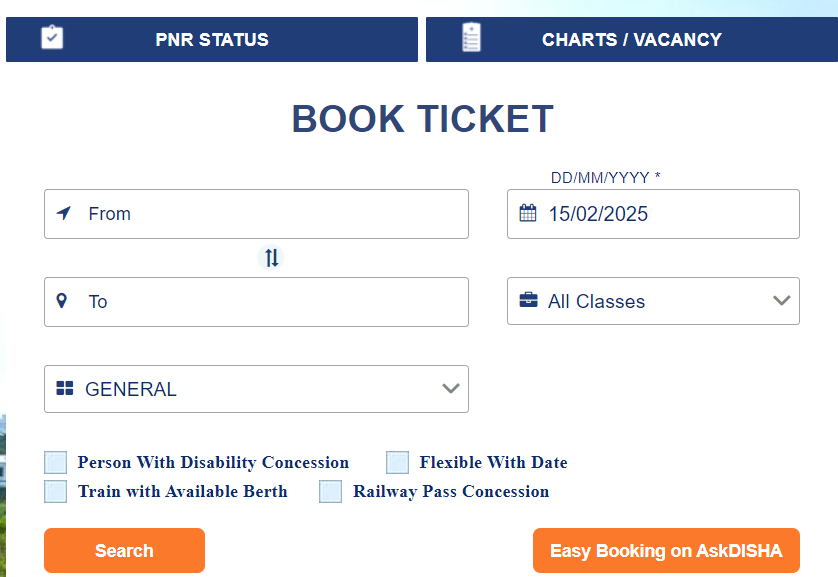 PNR STATUS
CHARTS / VACANCY
BOOK TICKET
DD/MM/YYYY *
From
15/02/2025
To
All Classes
GENERAL
Person With Disability Concession
Flexible With Date
Train with Available Berth
Railway Pass Concession
Search
Easy Booking on AskDISHA